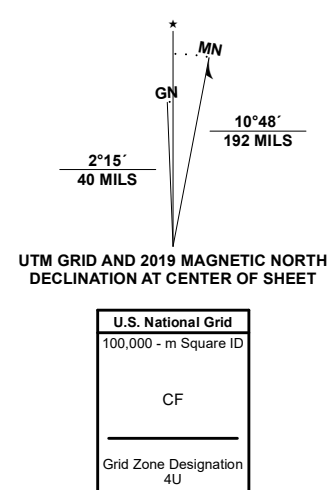 ★
MN
GN
10°48´
192 MILS
2°15´
40 MILS
UTM GRID AND 2019 MAGNETIC NORTH
DECLINATION AT CENTER OF SHEET
U.S. National Grid
100,000 - m Square ID
CF
Grid Zone Designation
4U